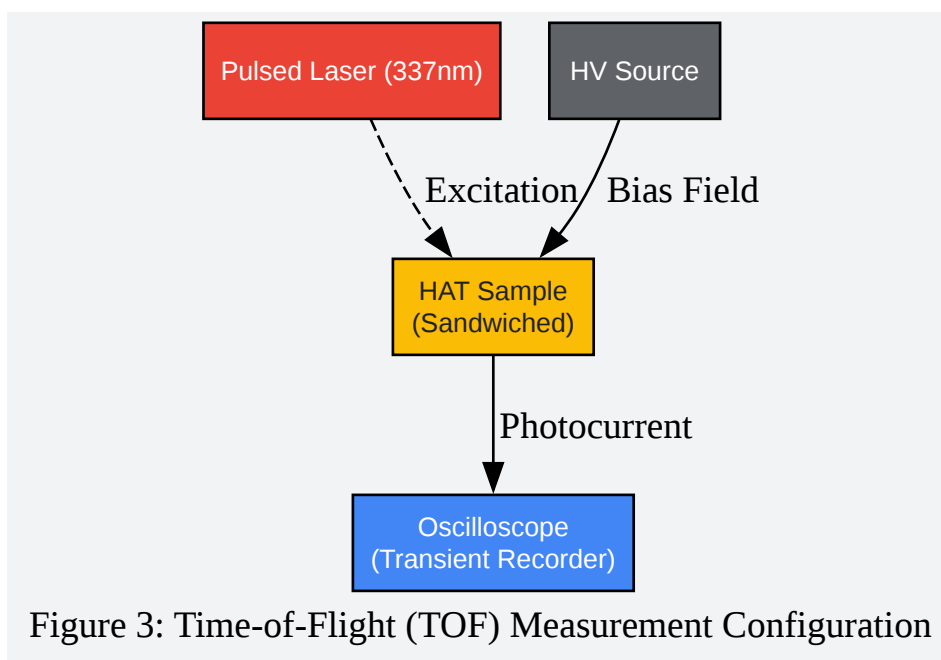 Pulsed Laser (337nm)
HV Source
Excitation
Bias Field
HAT Sample
(Sandwiched)
Photocurrent
Oscilloscope
(Transient Recorder)
Figure 3: Time-of-Flight (TOF) Measurement Configuration